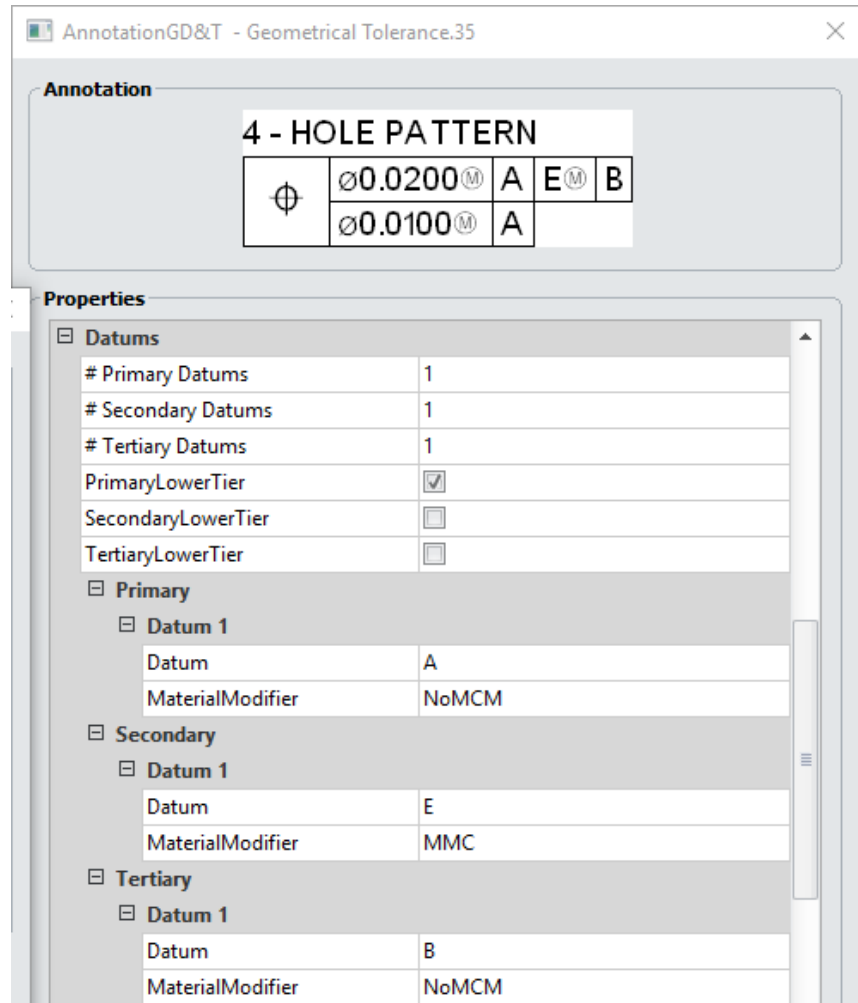 AnnotationGD&T - Geometrical Tolerance.35
Annotation
4 - HOLE PATTERN
⌖ ⌀0.0200Ⓜ A EⓂ B
⌀0.0100Ⓜ A
Properties
Datums
# Primary Datums 1
# Secondary Datums 1
# Tertiary Datums 1
PrimaryLowerTier
SecondaryLowerTier
TertiaryLowerTier
Primary
Datum 1
Datum A
MaterialModifier NoMCM
Secondary
Datum 1
Datum E
MaterialModifier MMC
Tertiary
Datum 1
Datum B
MaterialModifier NoMCM